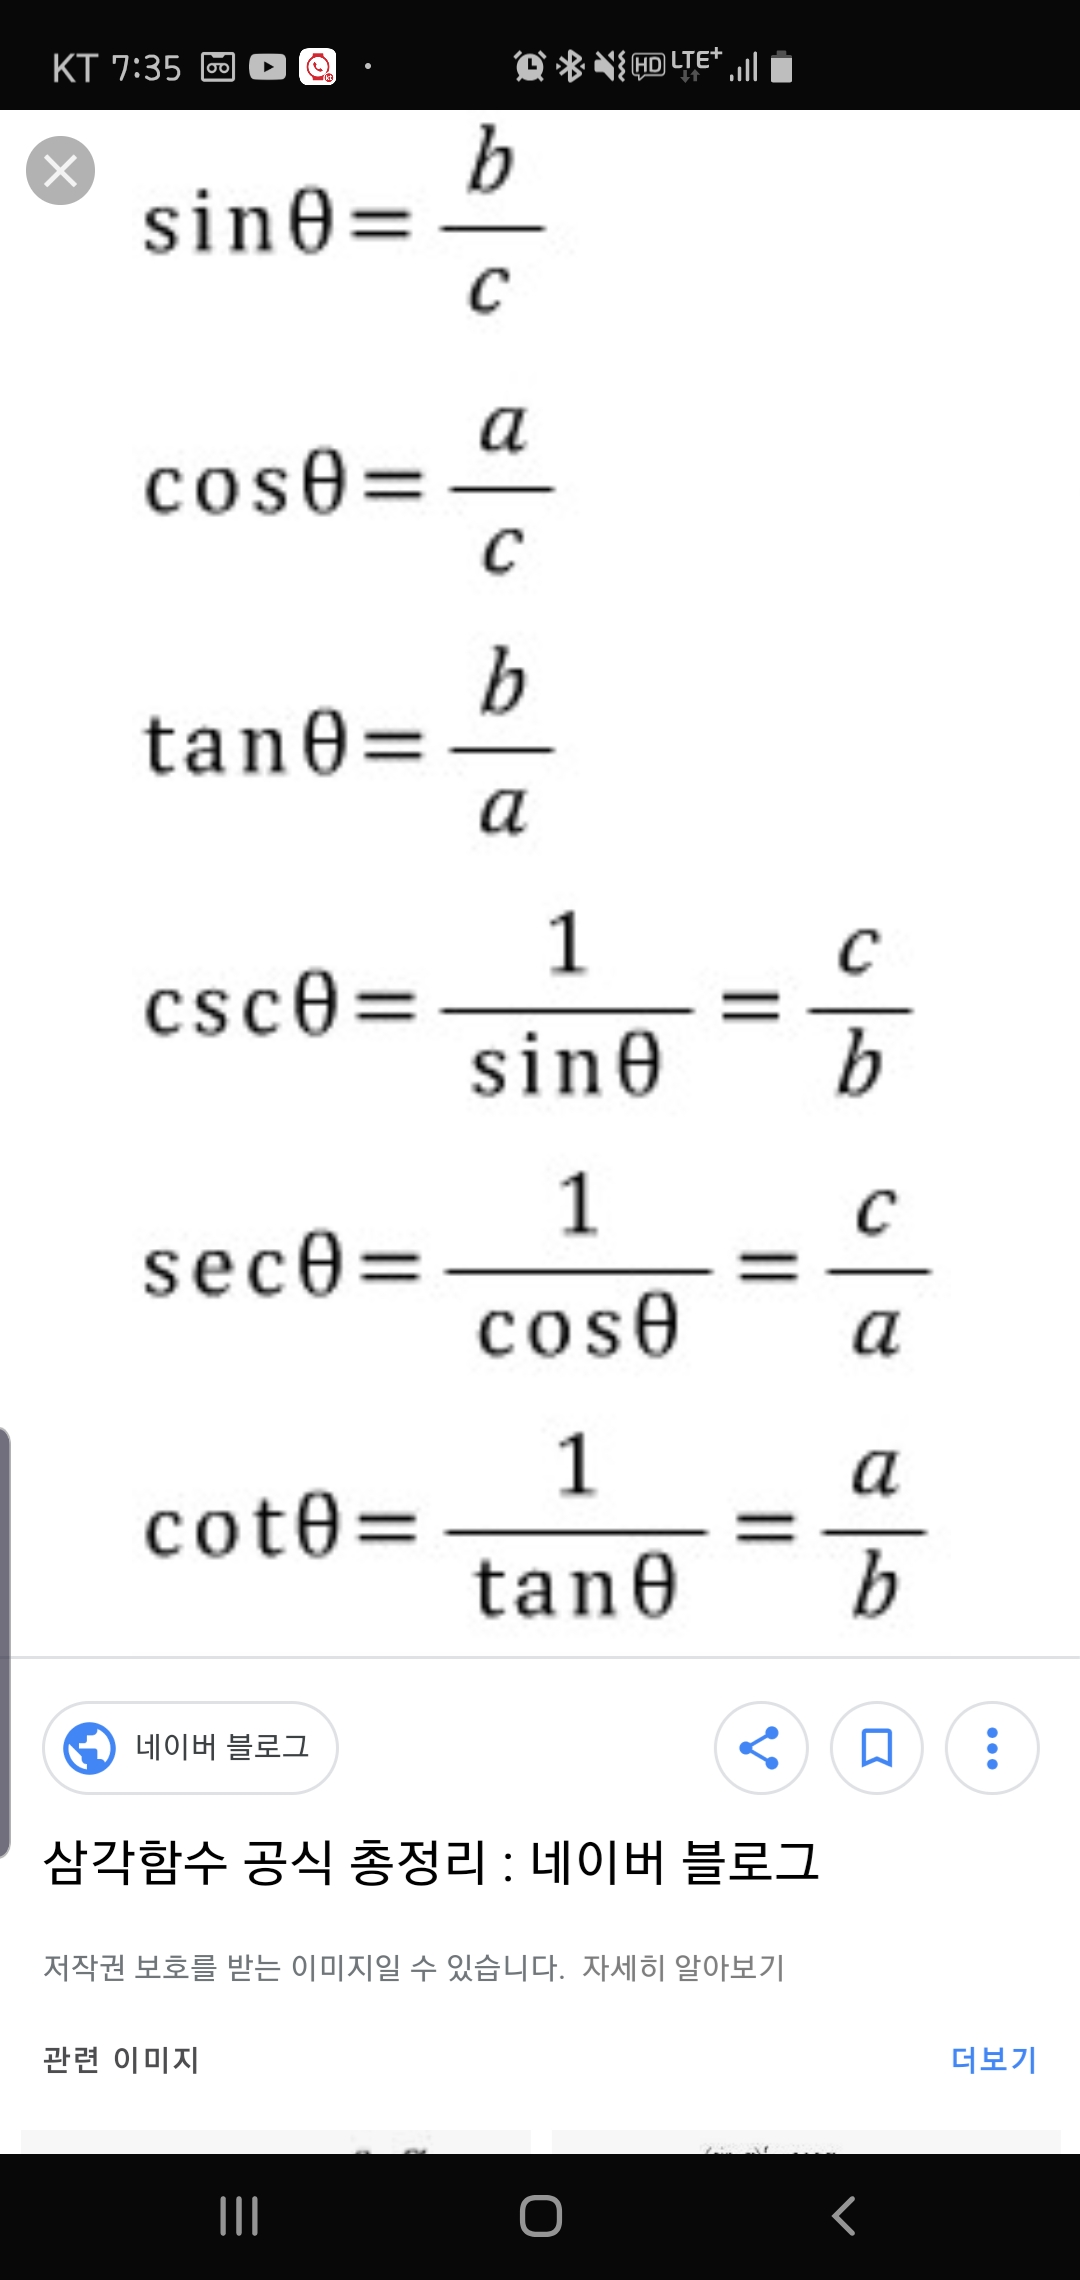 KT 7:35 HD LTE+
sinθ= b/c
cosθ= a/c
tanθ= b/a
cscθ= 1/sinθ = c/b
secθ= 1/cosθ = c/a
cotθ= 1/tanθ = a/b
네이버 블로그
삼각함수 공식 총정리 : 네이버 블로그
저작권 보호를 받는 이미지일 수 있습니다. 자세히 알아보기
관련 이미지 더보기